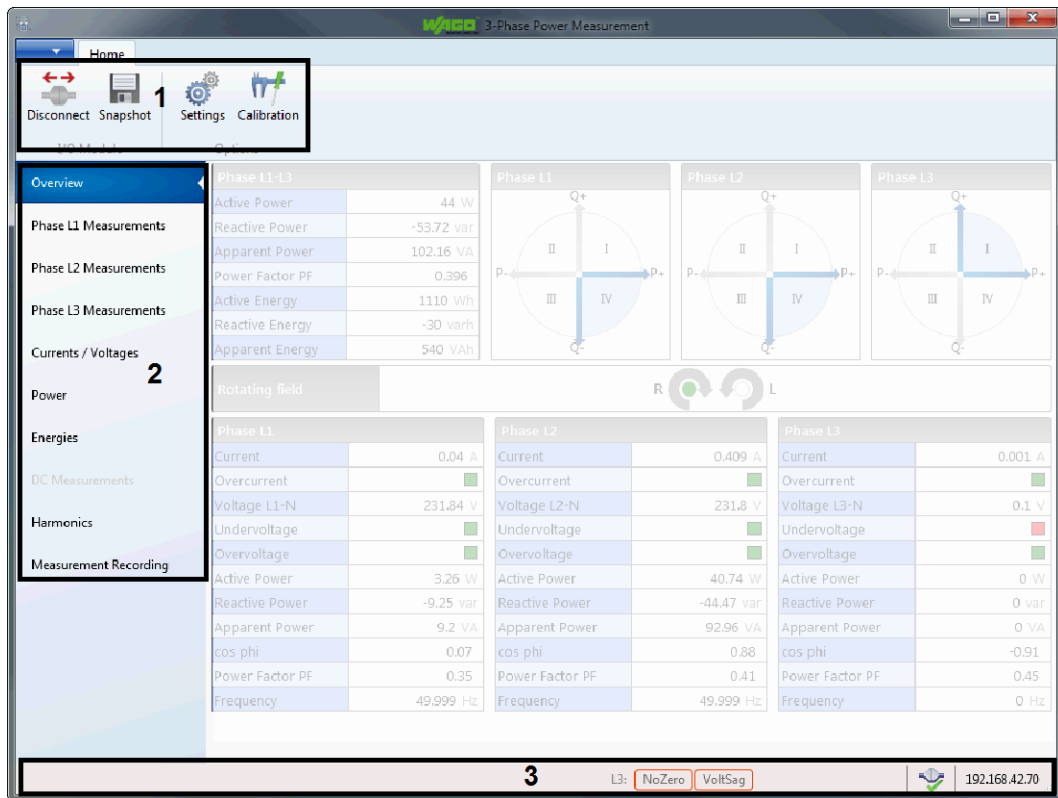 WAGO 3-Phase Power Measurement
Home
Disconnect Snapshot 1 Settings Calibration
I/O Module Options
Overview
Phase L1 Measurements
Phase L2 Measurements
Phase L3 Measurements
Currents / Voltages
2
Power
Energies
DC Measurements
Harmonics
Measurement Recording
Phase L1-L3
Active Power 44 W
Reactive Power -53.72 var
Apparent Power 102.16 VA
Power Factor PF 0.396
Active Energy 1110 Wh
Reactive Energy -30 varh
Apparent Energy 540 VAh
Phase L1
Q+
II I
P- P+
III IV
Q-
Phase L2
Q+
II I
P- P+
III IV
Q-
Phase L3
Q+
II I
P- P+
III IV
Q-
Rotating field R L
Phase L1
Current 0.04 A
Overcurrent
Voltage L1-N 231.84 V
Undervoltage
Overvoltage
Active Power 3.26 W
Reactive Power -9.25 var
Apparent Power 9.2 VA
cos phi 0.07
Power Factor PF 0.35
Frequency 49.999 Hz
Phase L2
Current 0.409 A
Overcurrent
Voltage L2-N 231.8 V
Undervoltage
Overvoltage
Active Power 40.74 W
Reactive Power -44.47 var
Apparent Power 92.96 VA
cos phi 0.88
Power Factor PF 0.41
Frequency 49.999 Hz
Phase L3
Current 0.001 A
Overcurrent
Voltage L3-N 0.1 V
Undervoltage
Overvoltage
Active Power 0 W
Reactive Power 0 var
Apparent Power 0 VA
cos phi -0.91
Power Factor PF 0.45
Frequency 0 Hz
3 L3: NoZero VoltSag 192.168.42.70